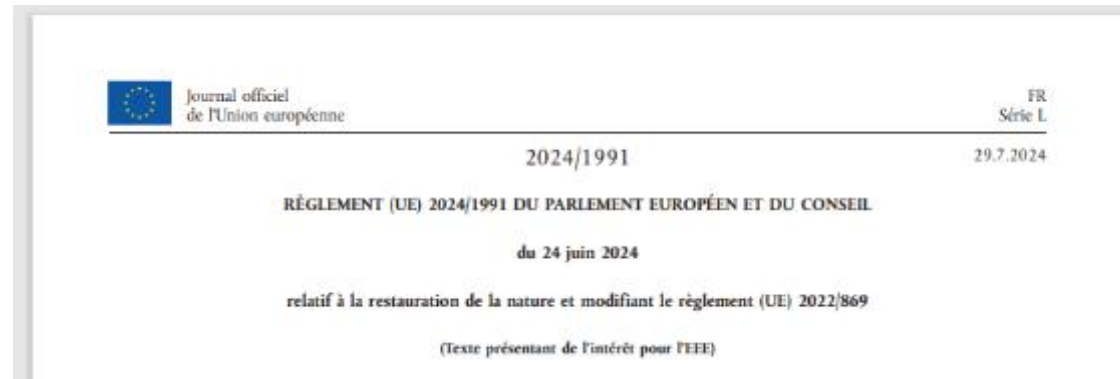 Journal officiel
de l'Union européenne
FR
Série L
2024/1991
29.7.2024
RÈGLEMENT (UE) 2024/1991 DU PARLEMENT EUROPÉEN ET DU CONSEIL
du 24 juin 2024
relatif à la restauration de la nature et modifiant le règlement (UE) 2022/869
(Texte présentant de l'intérêt pour l'EEE)